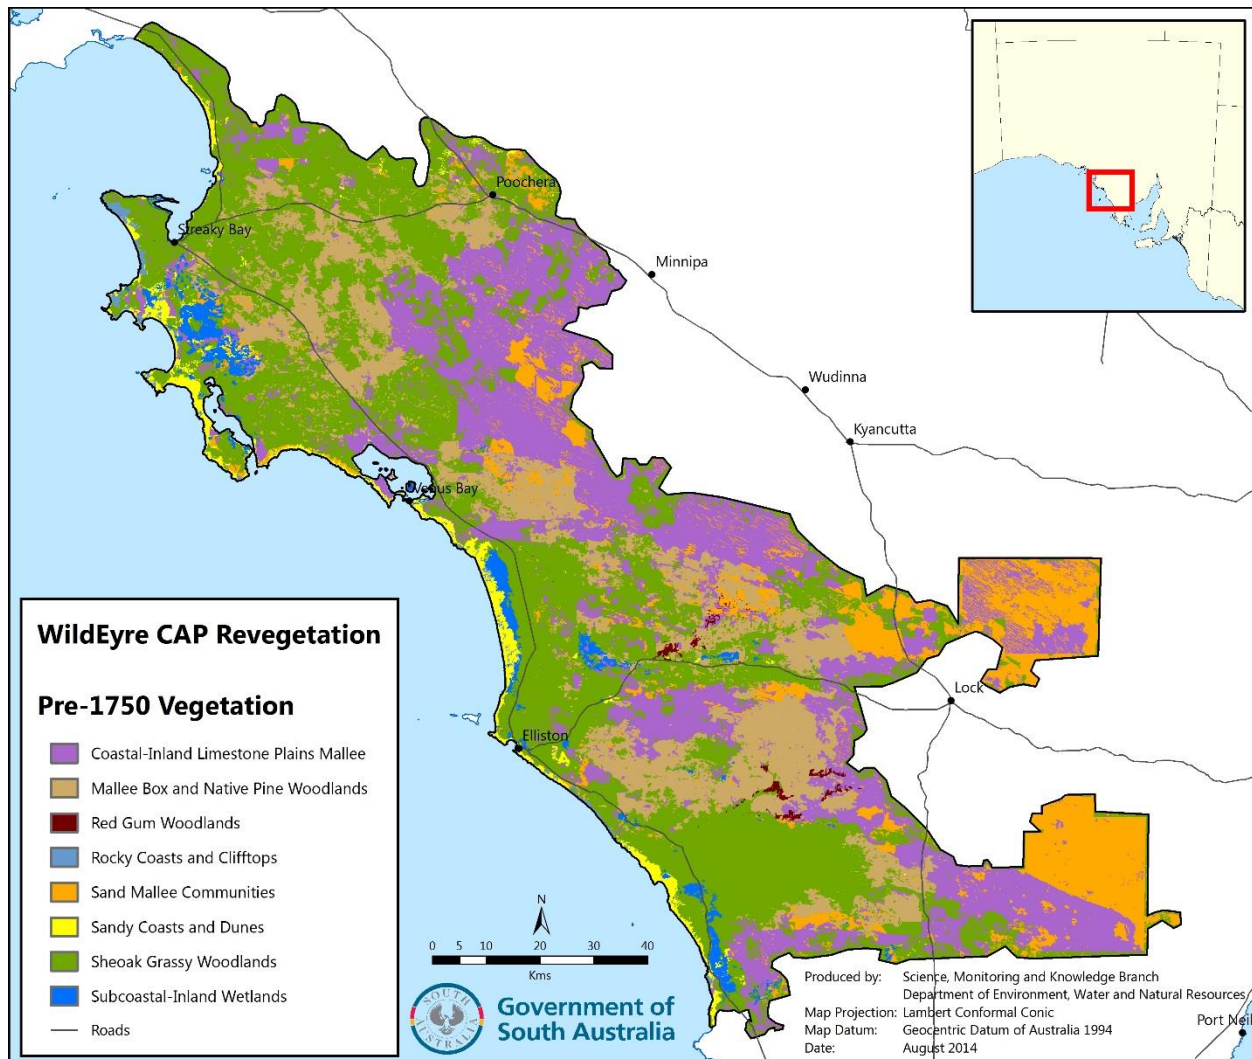 Poochera
Streaky Bay
Minnipa
Wudinna
Kyancutta
Venus Bay
Lock
Elliston
WildEyre CAP Revegetation
Pre-1750 Vegetation
Coastal-Inland Limestone Plains Mallee
Mallee Box and Native Pine Woodlands
Red Gum Woodlands
Rocky Coasts and Clifftops
Sand Mallee Communities
Sandy Coasts and Dunes
Sheoak Grassy Woodlands
Subcoastal-Inland Wetlands
Roads
N
0 5 10 20 30 40
Kms
SOUTH AUSTRALIA
Government of
South Australia
Produced by: Science, Monitoring and Knowledge Branch
Department of Environment, Water and Natural Resources
Map Projection: Lambert Conformal Conic
Map Datum: Geocentric Datum of Australia 1994
Date: August 2014
Port Neil